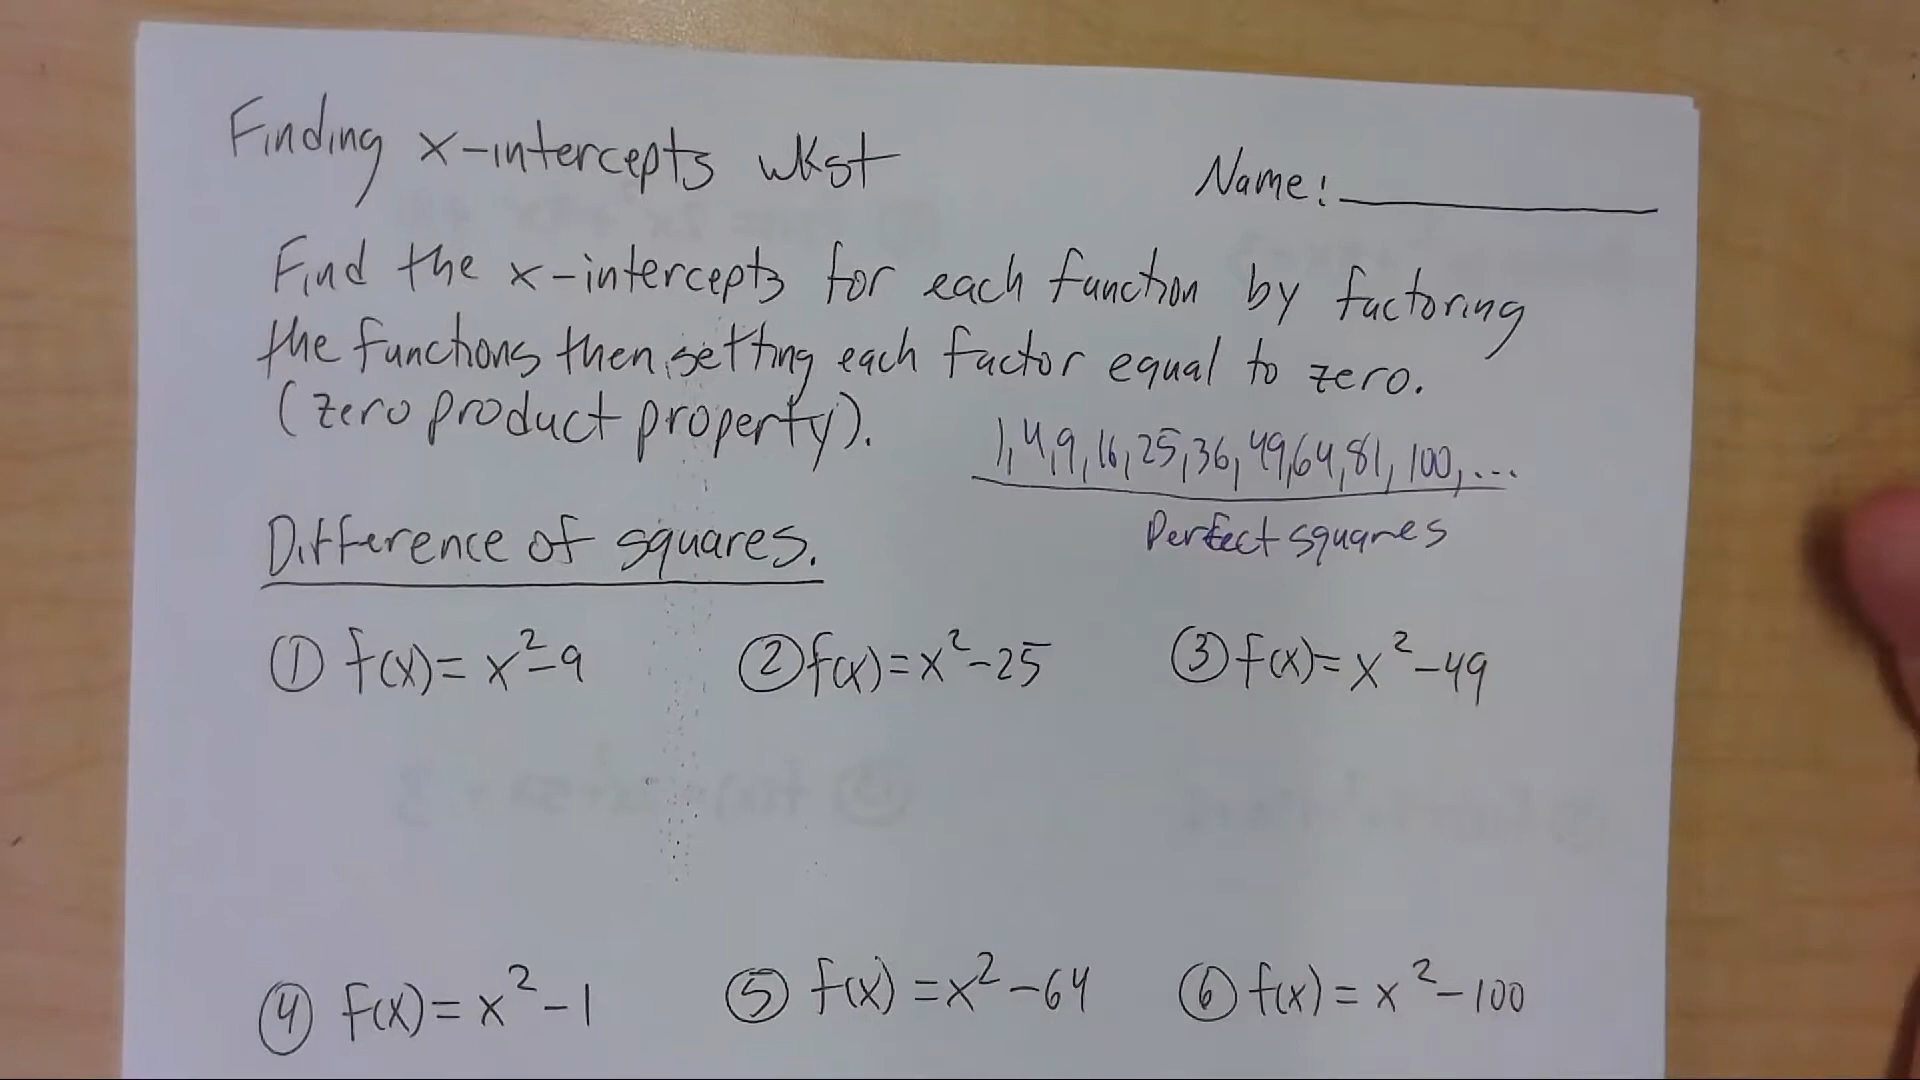 Finding x-intercepts wkst
Name:
Find the x-intercepts for each function by factoring
the functions then setting each factor equal to zero.
(zero product property).
1,4,9,16,25,36,49,64,81,100,...
Perfect squares
Difference of squares.
① f(x)= x²-9
② f(x)=x²-25
③ f(x)= x²-49
④ f(x)= x²-1
⑤ f(x)=x²-64
⑥ f(x)= x²-100